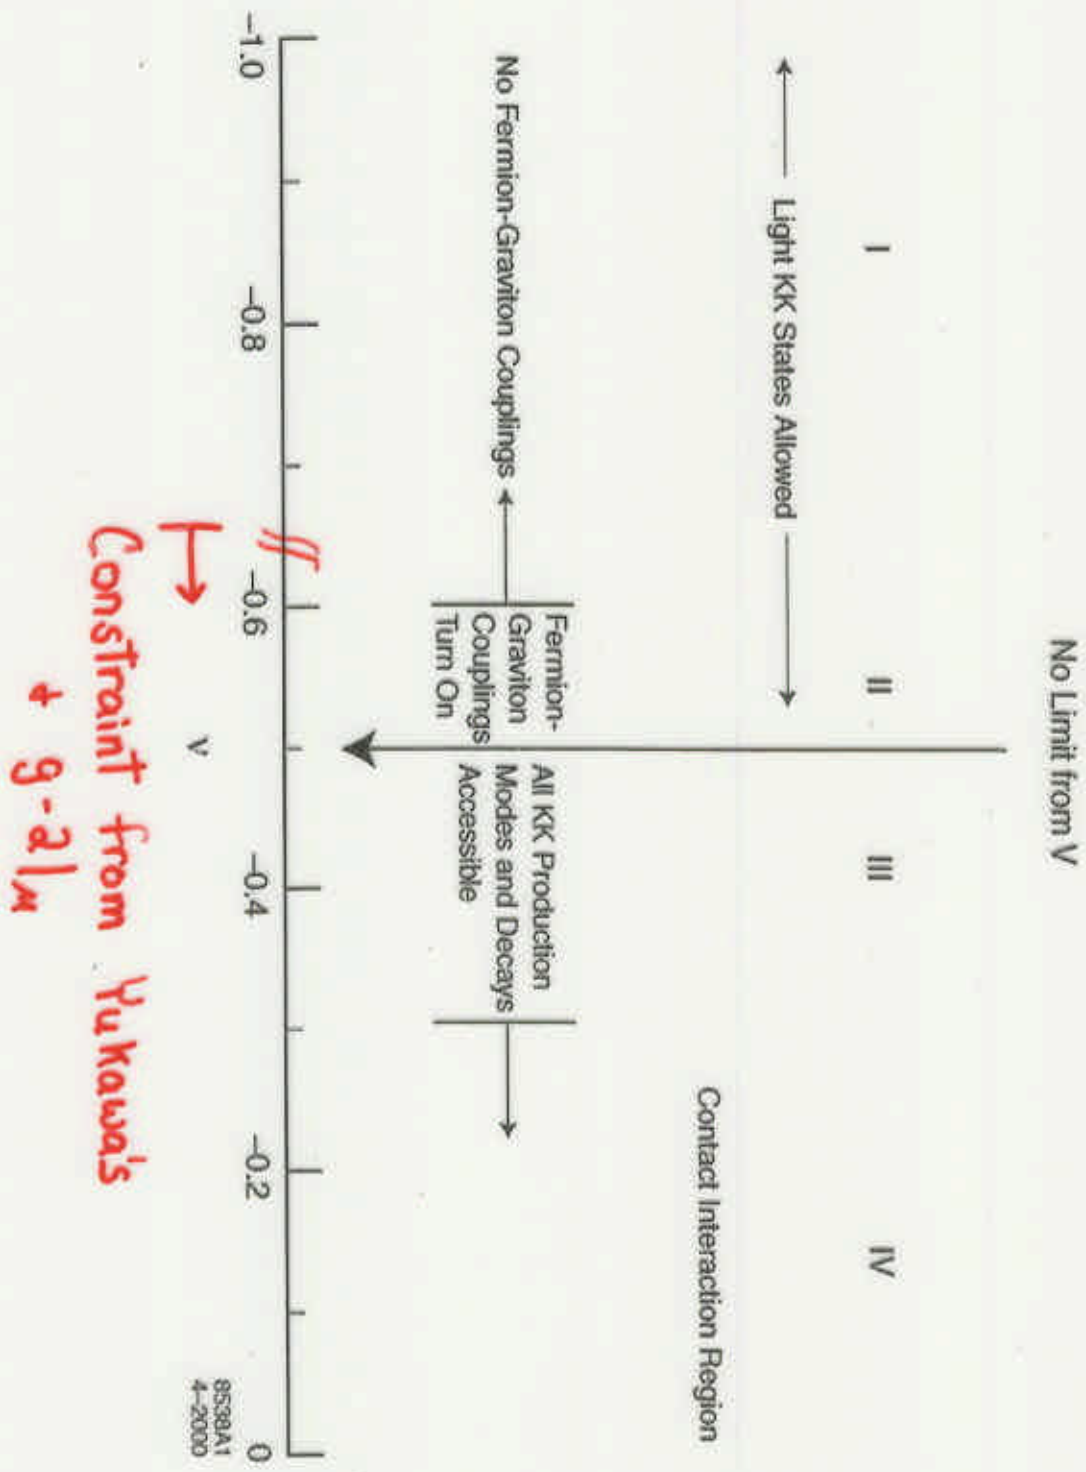 No Limit from V
I
II
III
IV
Light KK States Allowed
Contact Interaction Region
No Fermion-Graviton Couplings
Fermion-
Graviton
Couplings
Turn On
All KK Production
Modes and Decays
Accessible
–1.0
–0.8
–0.6
–0.4
–0.2
0
ν
8538A1
4–2000
Constraint from Yukawa's
+ g-2|μ